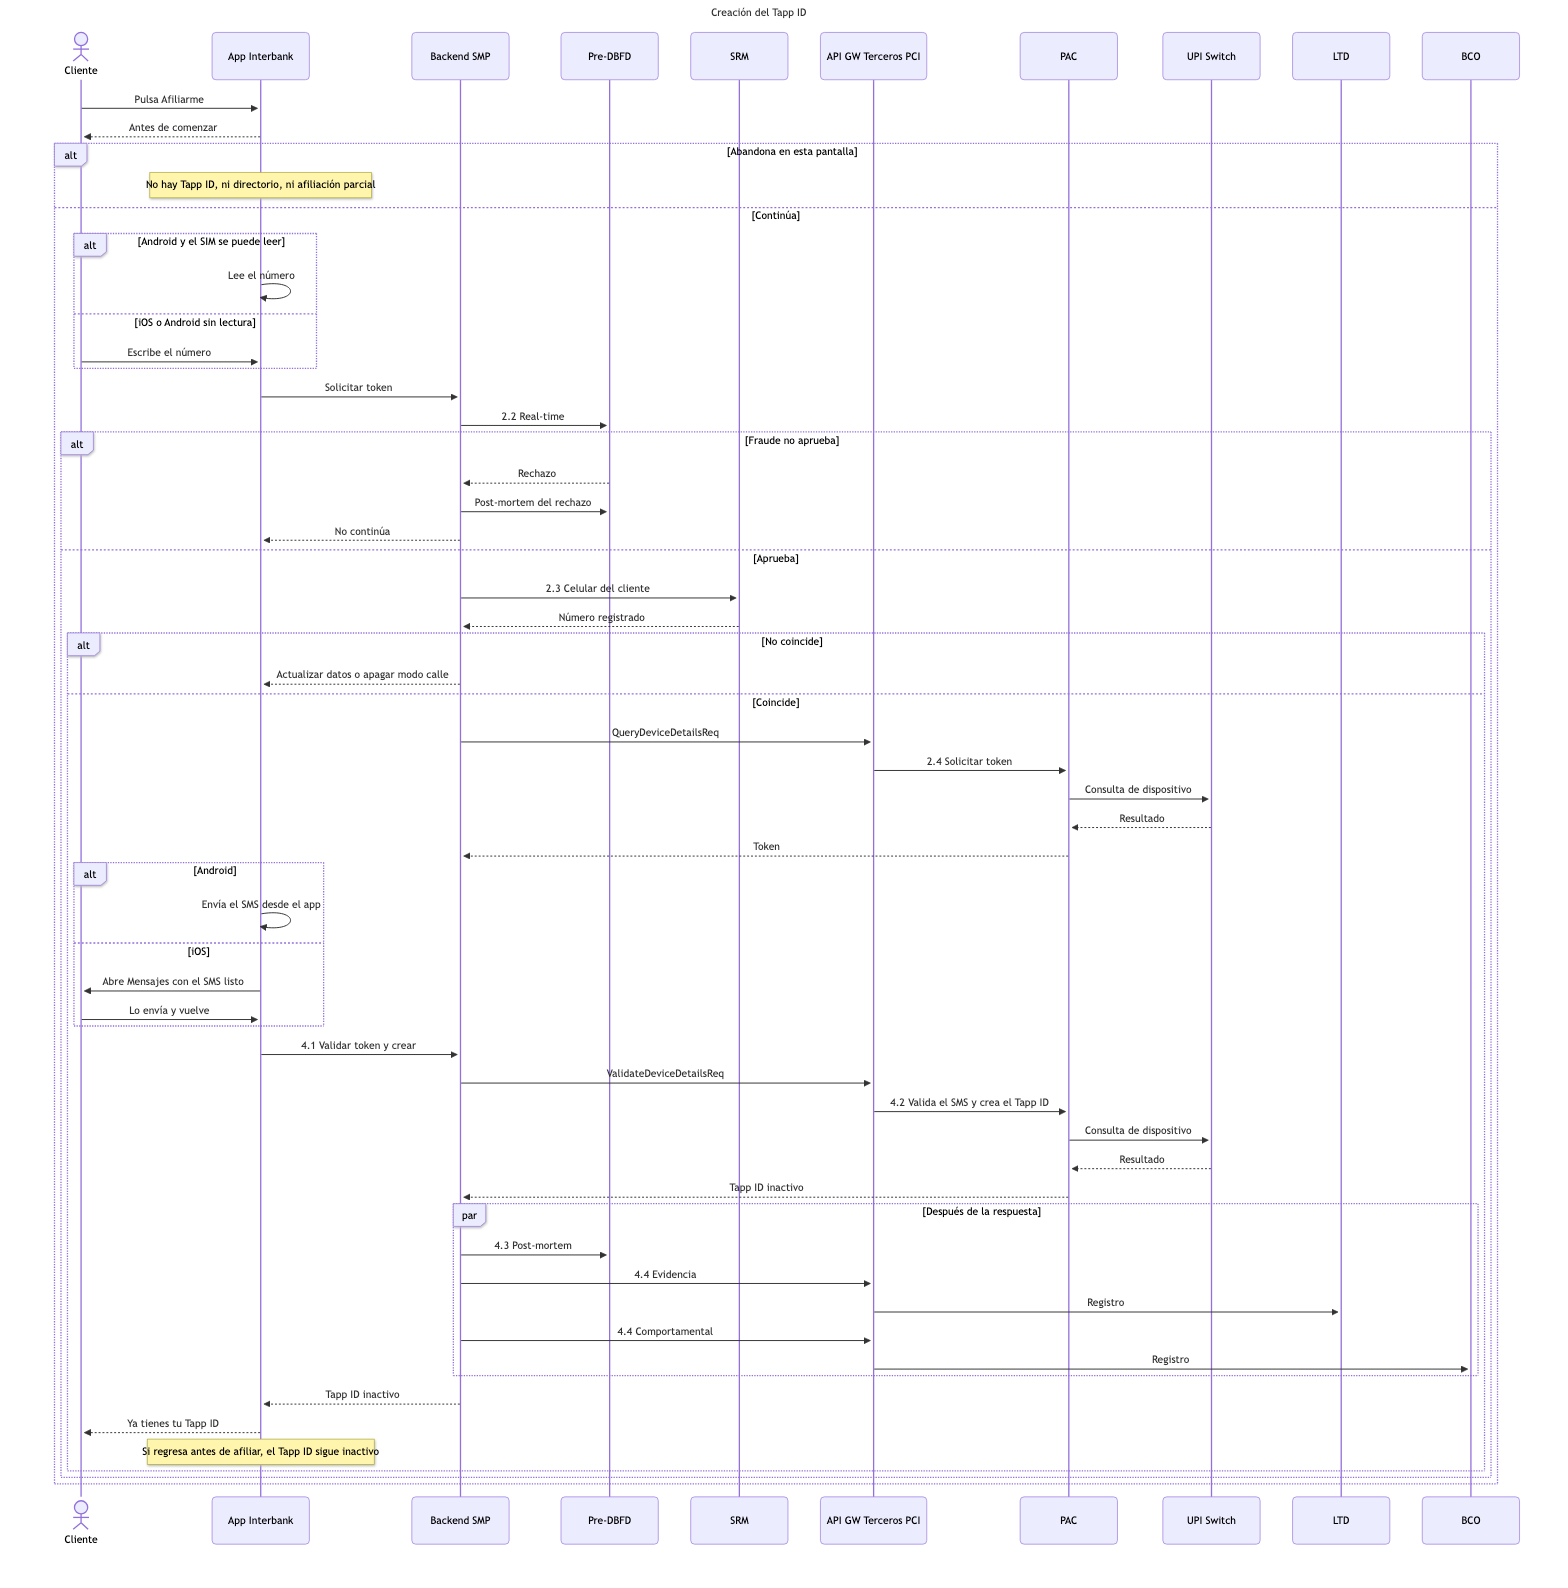 Creación del Tapp ID
Cliente
App Interbank
Backend SMP
Pre-DBFD
SRM
API GW Terceros PCI
PAC
UPI Switch
LTD
BCO
Pulsa Afiliarme
Antes de comenzar
alt
[Abandona en esta pantalla]
No hay Tapp ID, ni directorio, ni afiliación parcial
[Continúa]
alt
[Android y el SIM se puede leer]
Lee el número
[iOS o Android sin lectura]
Escribe el número
Solicitar token
2.2 Real-time
alt
[Fraude no aprueba]
Rechazo
Post-mortem del rechazo
No continúa
[Aprueba]
2.3 Celular del cliente
Número registrado
alt
[No coincide]
Actualizar datos o apagar modo calle
[Coincide]
QueryDeviceDetailsReq
2.4 Solicitar token
Consulta de dispositivo
Resultado
Token
alt
[Android]
Envía el SMS desde el app
[iOS]
Abre Mensajes con el SMS listo
Lo envía y vuelve
4.1 Validar token y crear
ValidateDeviceDetailsReq
4.2 Valida el SMS y crea el Tapp ID
Consulta de dispositivo
Resultado
Tapp ID inactivo
par
[Después de la respuesta]
4.3 Post-mortem
4.4 Evidencia
Registro
4.4 Comportamental
Registro
Tapp ID inactivo
Ya tienes tu Tapp ID
Si regresa antes de afiliar, el Tapp ID sigue inactivo
Cliente
App Interbank
Backend SMP
Pre-DBFD
SRM
API GW Terceros PCI
PAC
UPI Switch
LTD
BCO